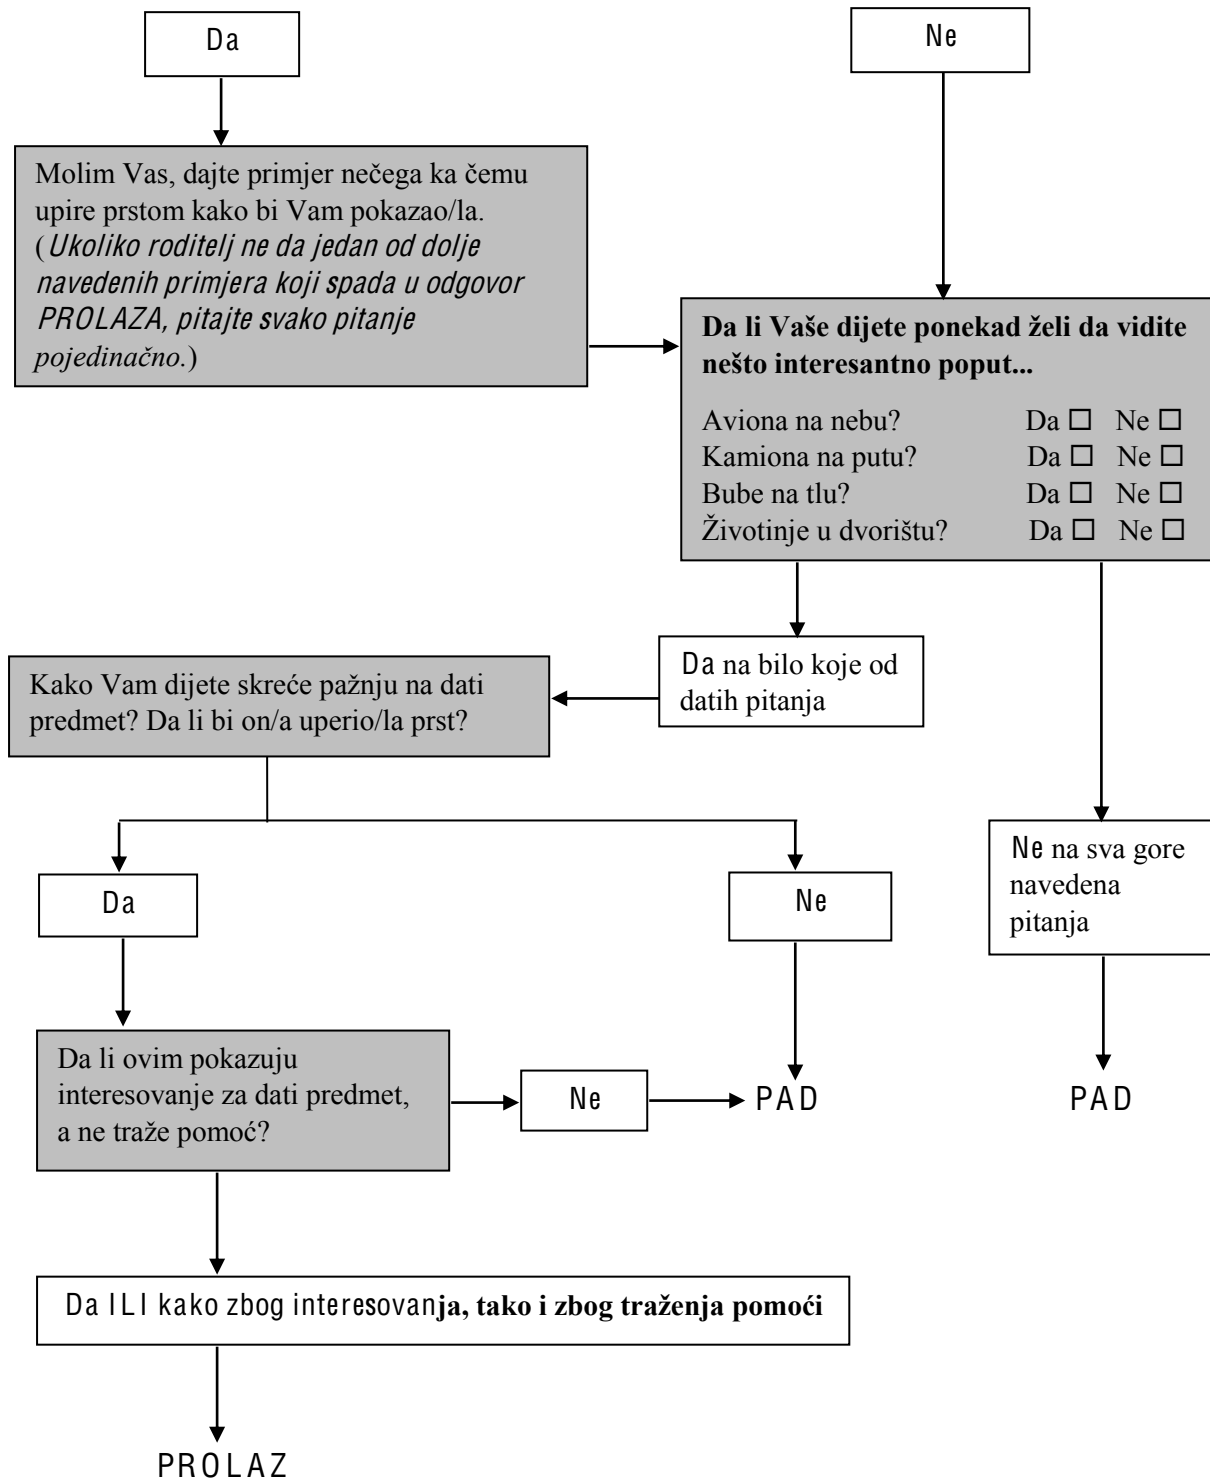 Da
Ne
Molim Vas, dajte primjer nečega ka čemu
upire prstom kako bi Vam pokazao/la.
(Ukoliko roditelj ne da jedan od dolje
navedenih primjera koji spada u odgovor
PROLAZA, pitajte svako pitanje
pojedinačno.)
Da li Vaše dijete ponekad želi da vidite
nešto interesantno poput...
Aviona na nebu? Da ☐ Ne ☐
Kamiona na putu? Da ☐ Ne ☐
Bube na tlu? Da ☐ Ne ☐
Životinje u dvorištu? Da ☐ Ne ☐
Da na bilo koje od
datih pitanja
Kako Vam dijete skreće pažnju na dati
predmet? Da li bi on/a uperio/la prst?
Da
Ne
Ne na sva gore
navedena
pitanja
Da li ovim pokazuju
interesovanje za dati predmet,
a ne traže pomoć?
Ne
PAD
PAD
Da ILI kako zbog interesovanja, tako i zbog traženja pomoći
PROLAZ